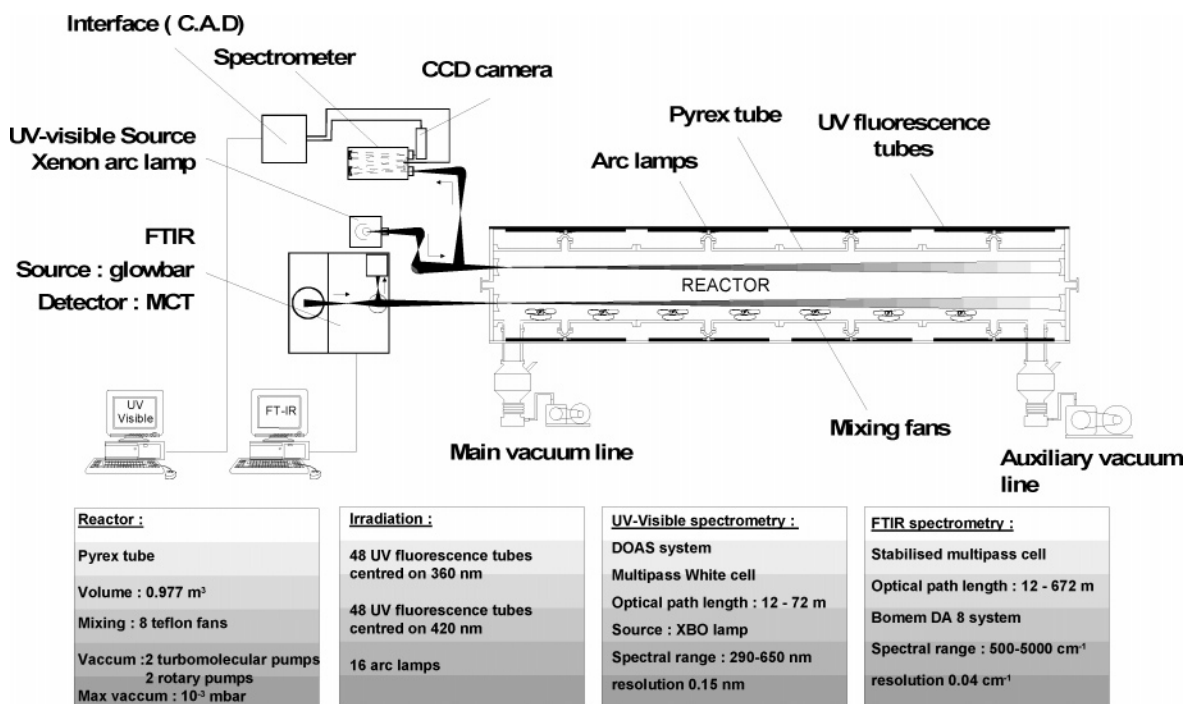 Interface ( C.A.D)
Spectrometer
CCD camera
UV-visible Source
Xenon arc lamp
Pyrex tube
UV fluorescence
tubes
Arc lamps
FTIR
Source : glowbar
Detector : MCT
REACTOR
UV
Visible
FT-IR
Main vacuum line
Mixing fans
Auxiliary vacuum
line
Reactor :
Pyrex tube
Volume : 0.977 m³
Mixing : 8 teflon fans
Vaccum :2 turbomolecular pumps
2 rotary pumps
Max vaccum : 10⁻³ mbar
Irradiation :
48 UV fluorescence tubes
centred on 360 nm
48 UV fluorescence tubes
centred on 420 nm
16 arc lamps
UV-Visible spectrometry :
DOAS system
Multipass White cell
Optical path length : 12 - 72 m
Source : XBO lamp
Spectral range : 290-650 nm
resolution 0.15 nm
FTIR spectrometry :
Stabilised multipass cell
Optical path length : 12 - 672 m
Bomem DA 8 system
Spectral range : 500-5000 cm⁻¹
resolution 0.04 cm⁻¹